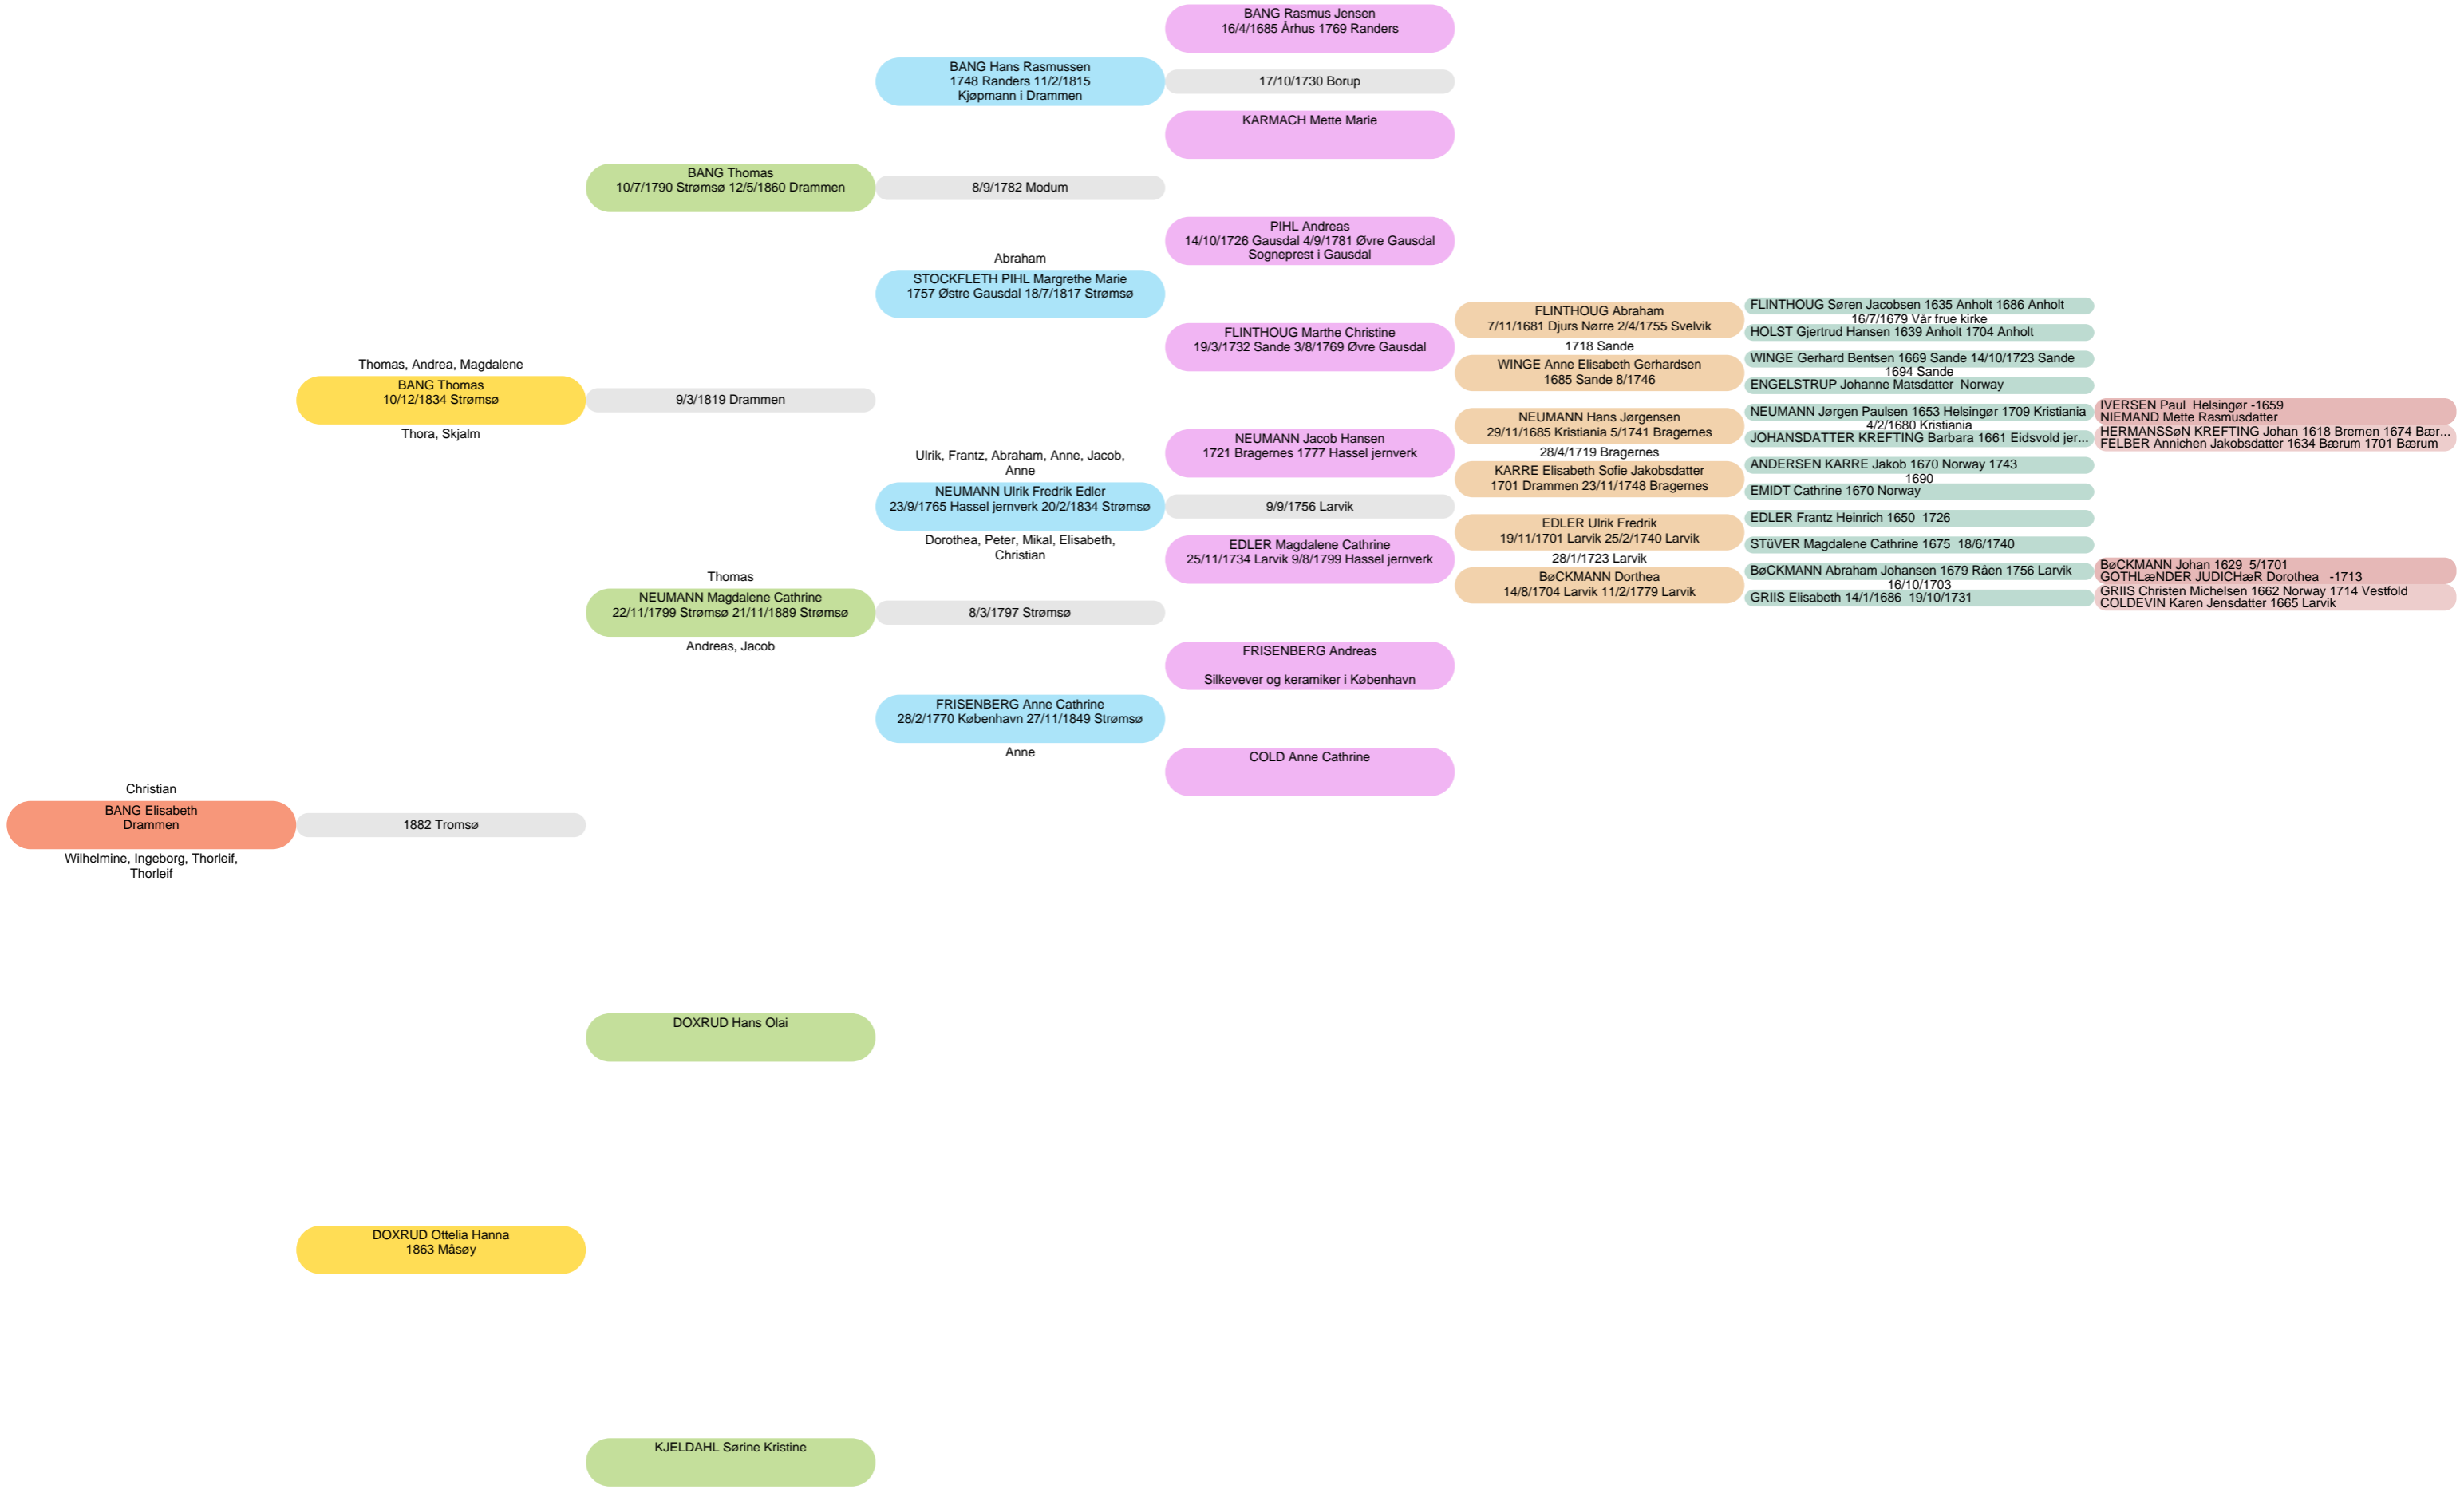 BANG Rasmus Jensen
16/4/1685 Århus 1769 Randers
BANG Hans Rasmussen
1748 Randers 11/2/1815
Kjøpmann i Drammen
17/10/1730 Borup
KARMACH Mette Marie
BANG Thomas
10/7/1790 Strømsø 12/5/1860 Drammen
8/9/1782 Modum
PIHL Andreas
14/10/1726 Gausdal 4/9/1781 Øvre Gausdal
Sogneprest i Gausdal
Abraham
STOCKFLETH PIHL Margrethe Marie
1757 Østre Gausdal 18/7/1817 Strømsø
FLINTHOUG Marthe Christine
19/3/1732 Sande 3/8/1769 Øvre Gausdal
FLINTHOUG Abraham
7/11/1681 Djurs Nørre 2/4/1755 Svelvik
1718 Sande
WINGE Anne Elisabeth Gerhardsen
1685 Sande 8/1746
FLINTHOUG Søren Jacobsen 1635 Anholt 1686 Anholt
16/7/1679 Vår frue kirke
HOLST Gjertrud Hansen 1639 Anholt 1704 Anholt
WINGE Gerhard Bentsen 1669 Sande 14/10/1723 Sande
1694 Sande
ENGELSTRUP Johanne Matsdatter  Norway
Thomas, Andrea, Magdalene
BANG Thomas
10/12/1834 Strømsø
Thora, Skjalm
9/3/1819 Drammen
Ulrik, Frantz, Abraham, Anne, Jacob,
Anne
NEUMANN Ulrik Fredrik Edler
23/9/1765 Hassel jernverk 20/2/1834 Strømsø
Dorothea, Peter, Mikal, Elisabeth,
Christian
NEUMANN Jacob Hansen
1721 Bragernes 1777 Hassel jernverk
9/9/1756 Larvik
EDLER Magdalene Cathrine
25/11/1734 Larvik 9/8/1799 Hassel jernverk
NEUMANN Hans Jørgensen
29/11/1685 Kristiania 5/1741 Bragernes
28/4/1719 Bragernes
KARRE Elisabeth Sofie Jakobsdatter
1701 Drammen 23/11/1748 Bragernes
EDLER Ulrik Fredrik
19/11/1701 Larvik 25/2/1740 Larvik
28/1/1723 Larvik
BøCKMANN Dorthea
14/8/1704 Larvik 11/2/1779 Larvik
NEUMANN Jørgen Paulsen 1653 Helsingør 1709 Kristiania
4/2/1680 Kristiania
JOHANSDATTER KREFTING Barbara 1661 Eidsvold jer...
ANDERSEN KARRE Jakob 1670 Norway 1743
1690
EMIDT Cathrine 1670 Norway
EDLER Frantz Heinrich 1650  1726
STüVER Magdalene Cathrine 1675  18/6/1740
BøCKMANN Abraham Johansen 1679 Råen 1756 Larvik
16/10/1703
GRIIS Elisabeth 14/1/1686  19/10/1731
IVERSEN Paul  Helsingør -1659
NIEMAND Mette Rasmusdatter
HERMANSSøN KREFTING Johan 1618 Bremen 1674 Bær...
FELBER Annichen Jakobsdatter 1634 Bærum 1701 Bærum
BøCKMANN Johan 1629  5/1701
GOTHLæNDER JUDICHæR Dorothea  -1713
GRIIS Christen Michelsen 1662 Norway 1714 Vestfold
COLDEVIN Karen Jensdatter 1665 Larvik
Thomas
NEUMANN Magdalene Cathrine
22/11/1799 Strømsø 21/11/1889 Strømsø
Andreas, Jacob
8/3/1797 Strømsø
FRISENBERG Andreas
Silkevever og keramiker i København
FRISENBERG Anne Cathrine
28/2/1770 København 27/11/1849 Strømsø
Anne
COLD Anne Cathrine
Christian
BANG Elisabeth
Drammen
Wilhelmine, Ingeborg, Thorleif,
Thorleif
1882 Tromsø
DOXRUD Hans Olai
DOXRUD Ottelia Hanna
1863 Måsøy
KJELDAHL Sørine Kristine